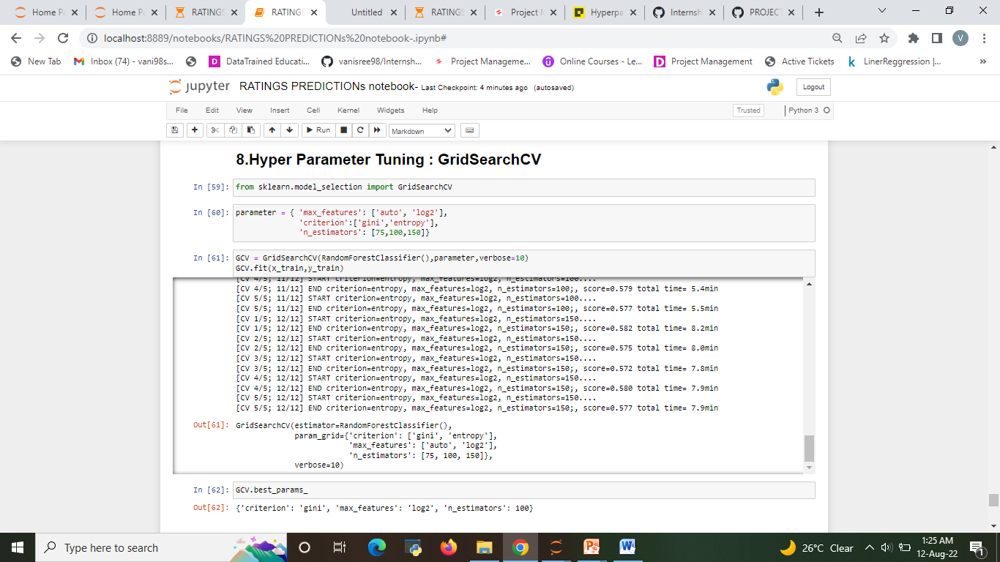 Home Pa
Home Pa
RATINGS
RATINGS
Untitled
RATINGS
Project M
Hyperpa
Internsh
PROJECT
localhost:8889/notebooks/RATINGS%20PREDICTIONs%20notebook-.ipynb#
V
New Tab
Inbox (74) - vani98s...
DataTrained Educati...
vanisree98/Internsh...
Project Manageme...
Online Courses - Le...
Project Management
Active Tickets
LinerReggression |...
»
jupyter RATINGS PREDICTIONs notebook- Last Checkpoint: 4 minutes ago (autosaved)
Logout
File Edit View Insert Cell Kernel Widgets Help
Trusted
Python 3
Run
Markdown
8.Hyper Parameter Tuning : GridSearchCV
In [59]: from sklearn.model_selection import GridSearchCV
In [60]: parameter = { 'max_features': ['auto', 'log2'],
'criterion':['gini','entropy'],
'n_estimators': [75,100,150]}
In [61]: GCV = GridSearchCV(RandomForestClassifier(),parameter,verbose=10)
GCV.fit(x_train,y_train)
[CV 4/5; 11/12] START criterion=entropy, max_features=log2, n_estimators=100....
[CV 4/5; 11/12] END criterion=entropy, max_features=log2, n_estimators=100;, score=0.579 total time= 5.4min
[CV 5/5; 11/12] START criterion=entropy, max_features=log2, n_estimators=100....
[CV 5/5; 11/12] END criterion=entropy, max_features=log2, n_estimators=100;, score=0.577 total time= 5.5min
[CV 1/5; 12/12] START criterion=entropy, max_features=log2, n_estimators=150....
[CV 1/5; 12/12] END criterion=entropy, max_features=log2, n_estimators=150;, score=0.582 total time= 8.2min
[CV 2/5; 12/12] START criterion=entropy, max_features=log2, n_estimators=150....
[CV 2/5; 12/12] END criterion=entropy, max_features=log2, n_estimators=150;, score=0.575 total time= 8.0min
[CV 3/5; 12/12] START criterion=entropy, max_features=log2, n_estimators=150....
[CV 3/5; 12/12] END criterion=entropy, max_features=log2, n_estimators=150;, score=0.572 total time= 7.8min
[CV 4/5; 12/12] START criterion=entropy, max_features=log2, n_estimators=150....
[CV 4/5; 12/12] END criterion=entropy, max_features=log2, n_estimators=150;, score=0.580 total time= 7.9min
[CV 5/5; 12/12] START criterion=entropy, max_features=log2, n_estimators=150....
[CV 5/5; 12/12] END criterion=entropy, max_features=log2, n_estimators=150;, score=0.577 total time= 7.9min
Out[61]: GridSearchCV(estimator=RandomForestClassifier(),
param_grid={'criterion': ['gini', 'entropy'],
'max_features': ['auto', 'log2'],
'n_estimators': [75, 100, 150]},
verbose=10)
In [62]: GCV.best_params_
Out[62]: {'criterion': 'gini', 'max_features': 'log2', 'n_estimators': 100}
Type here to search
26°C Clear
1:25 AM
12-Aug-22
1